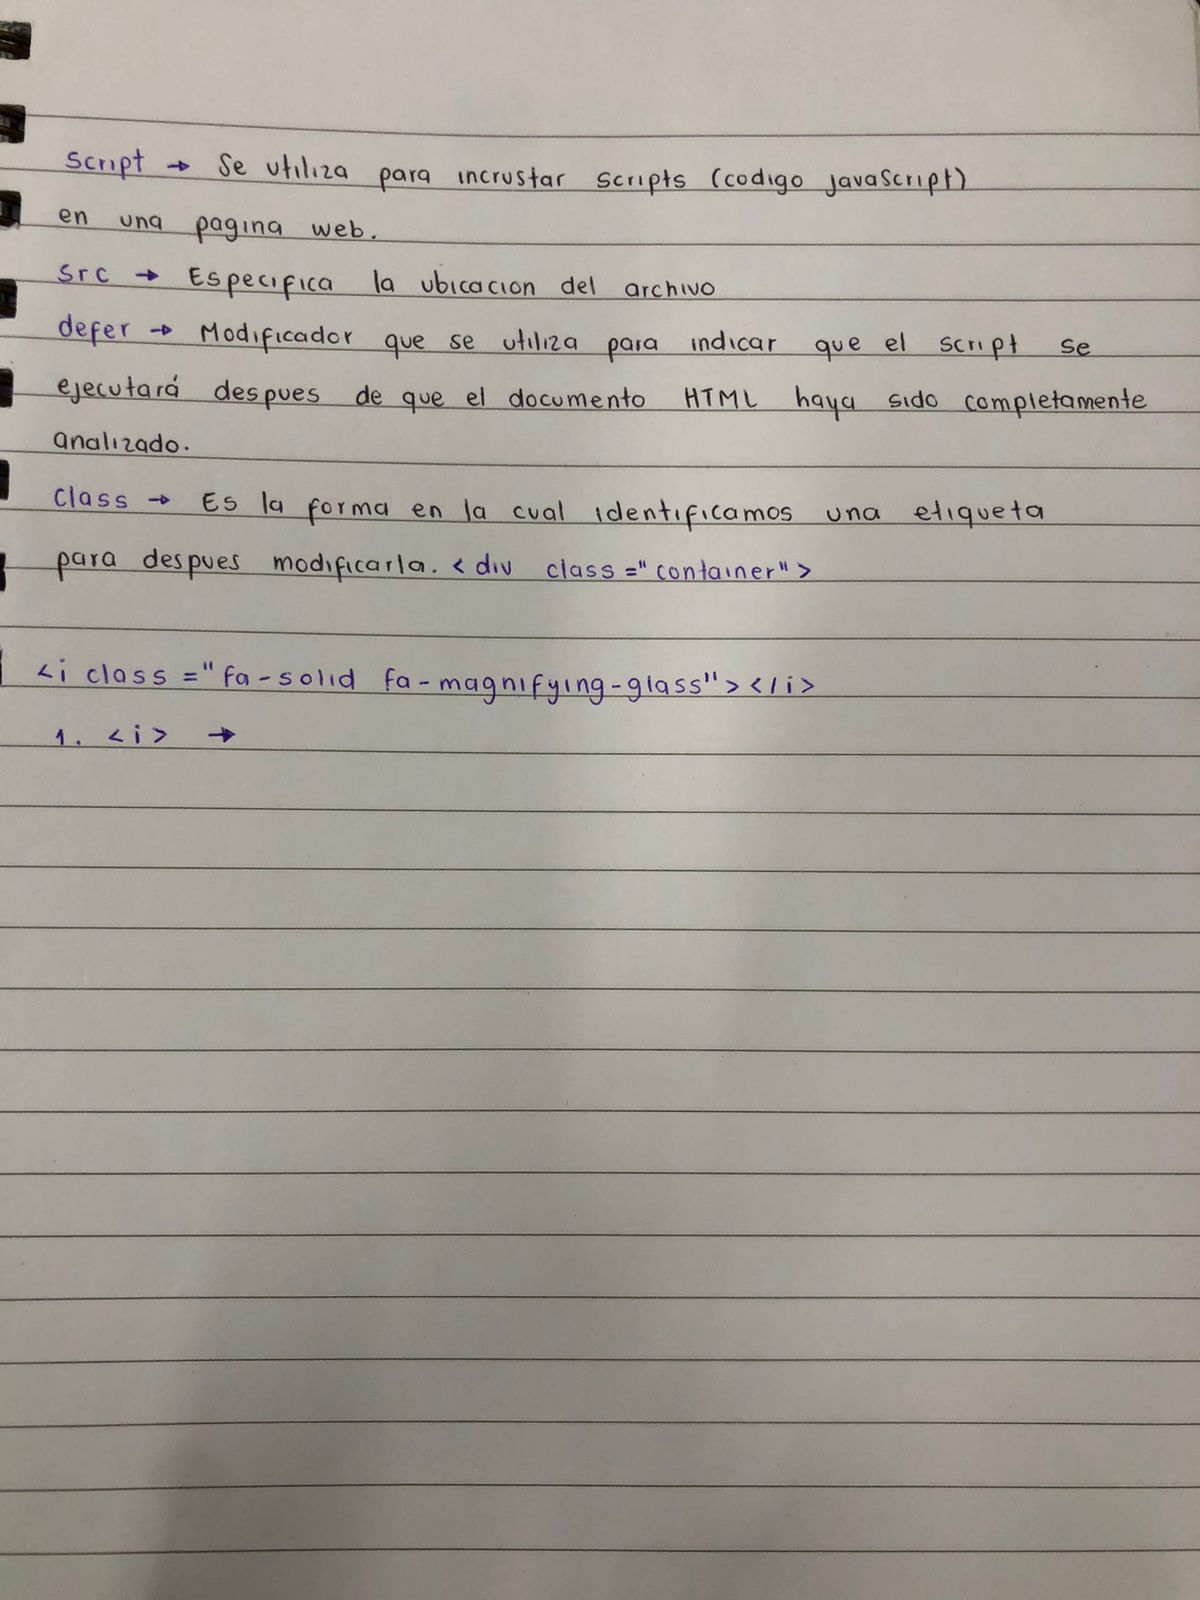 script → Se utiliza para incrustar scripts (codigo javaScript)
en una pagina web.
src → Especifica la ubicacion del archivo
defer → Modificador que se utiliza para indicar que el script se
ejecutará despues de que el documento HTML haya sido completamente
analizado.
class → Es la forma en la cual identificamos una etiqueta
para despues modificarla. <div class="container">
<i class="fa-solid fa-magnifying-glass"></i>
1. <i> →